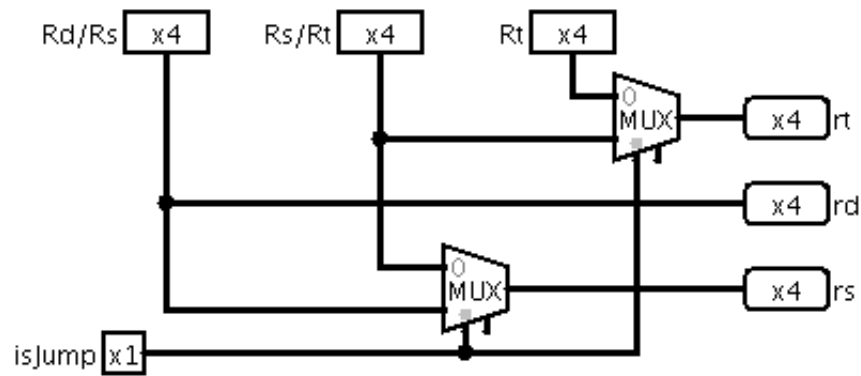 Rd/Rs x4 Rs/Rt x4 Rt x4
0
MUX x4 rt
x4 rd
0
MUX x4 rs
isJump x1